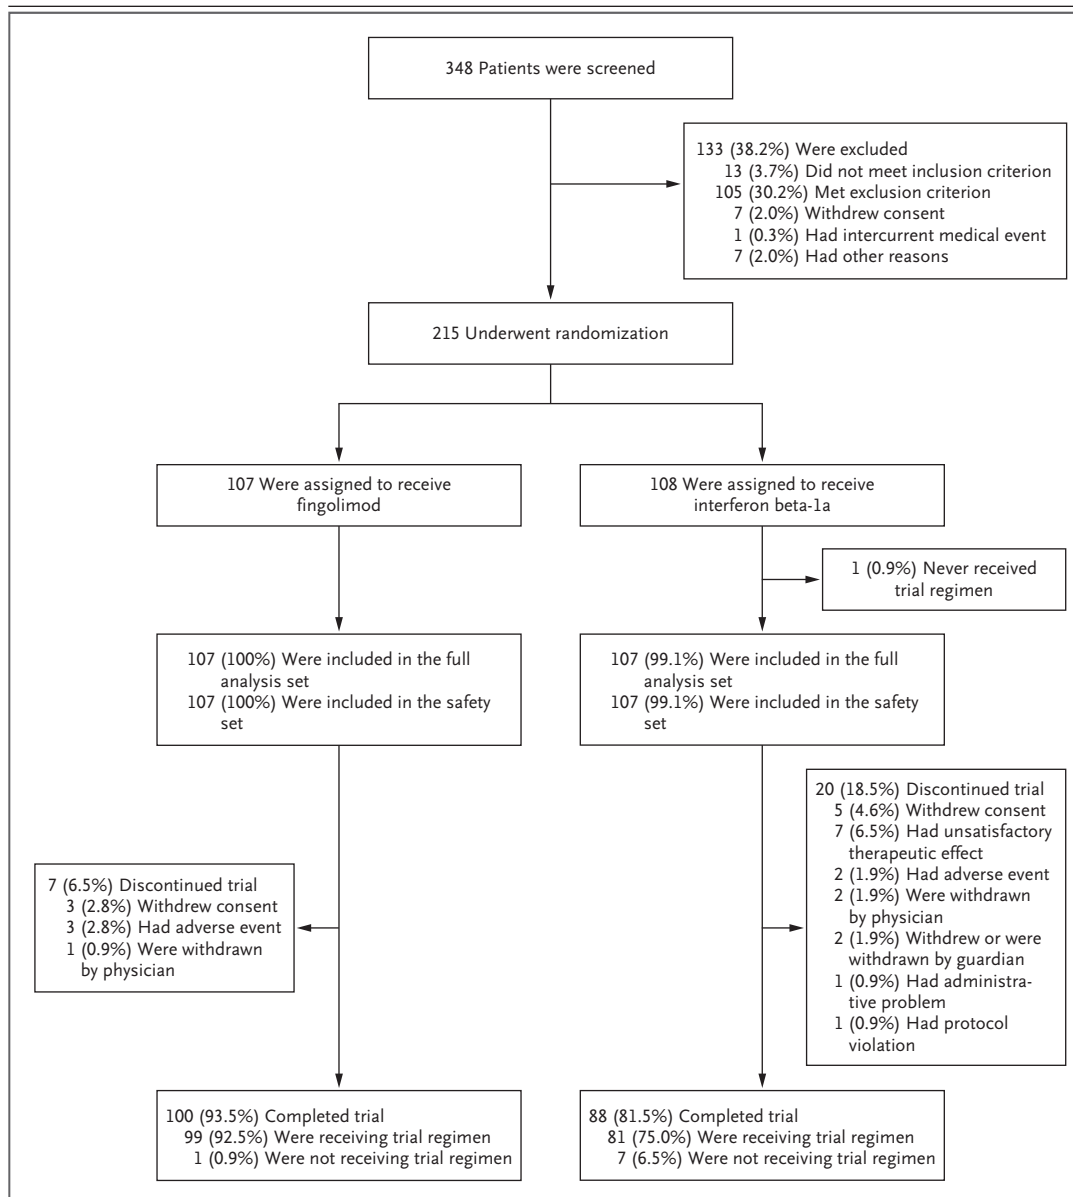 348 Patients were screened
133 (38.2%) Were excluded
13 (3.7%) Did not meet inclusion criterion
105 (30.2%) Met exclusion criterion
7 (2.0%) Withdrew consent
1 (0.3%) Had intercurrent medical event
7 (2.0%) Had other reasons
215 Underwent randomization
107 Were assigned to receive
fingolimod
108 Were assigned to receive
interferon beta-1a
1 (0.9%) Never received
trial regimen
107 (100%) Were included in the full
analysis set
107 (100%) Were included in the safety
set
107 (99.1%) Were included in the full
analysis set
107 (99.1%) Were included in the safety
set
7 (6.5%) Discontinued trial
3 (2.8%) Withdrew consent
3 (2.8%) Had adverse event
1 (0.9%) Were withdrawn
by physician
20 (18.5%) Discontinued trial
5 (4.6%) Withdrew consent
7 (6.5%) Had unsatisfactory
therapeutic effect
2 (1.9%) Had adverse event
2 (1.9%) Were withdrawn
by physician
2 (1.9%) Withdrew or were
withdrawn by guardian
1 (0.9%) Had administra-
tive problem
1 (0.9%) Had protocol
violation
100 (93.5%) Completed trial
99 (92.5%) Were receiving trial regimen
1 (0.9%) Were not receiving trial regimen
88 (81.5%) Completed trial
81 (75.0%) Were receiving trial regimen
7 (6.5%) Were not receiving trial regimen